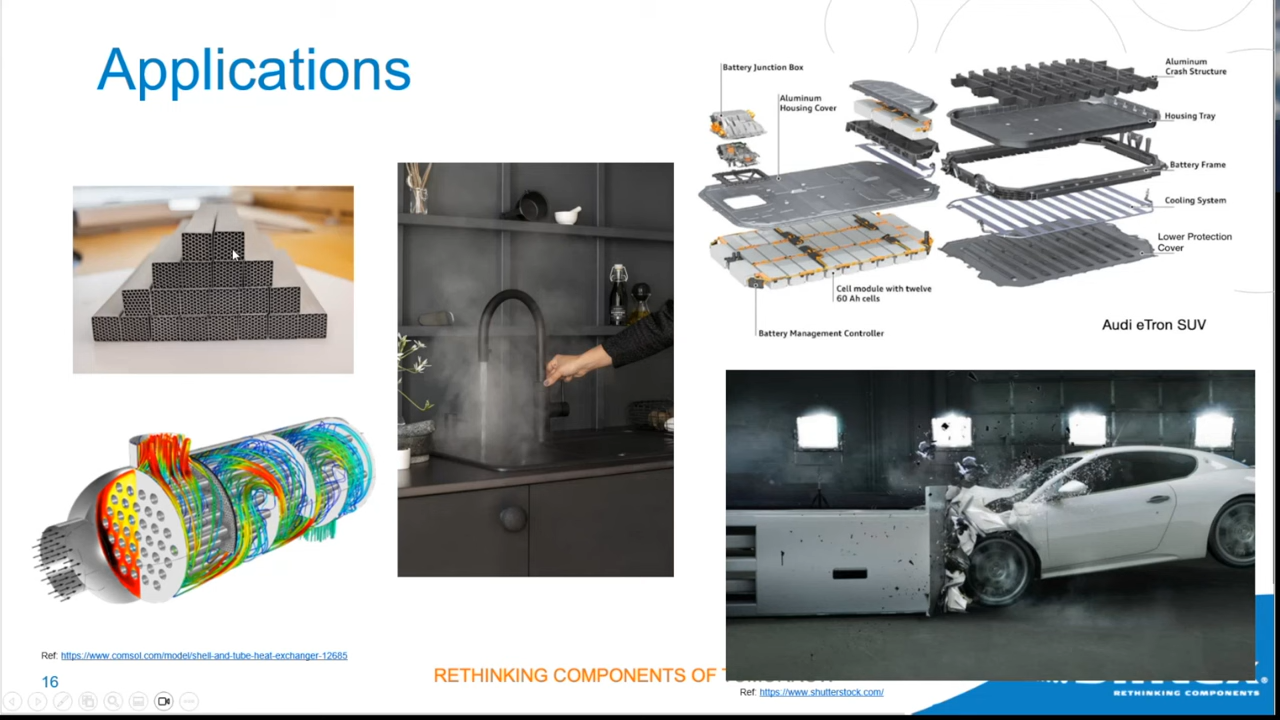 Applications
Battery Junction Box
Aluminum
Housing Cover
Aluminum
Crash Structure
Housing Tray
Battery Frame
Cooling System
Lower Protection
Cover
Cell module with twelve
60 Ah cells
Battery Management Controller
Audi eTron SUV
Ref: https://www.comsol.com/model/shell-and-tube-heat-exchanger-12685
16
RETHINKING COMPONENTS OF
Ref: https://www.shutterstock.com/
RETHINKING COMPONENTS